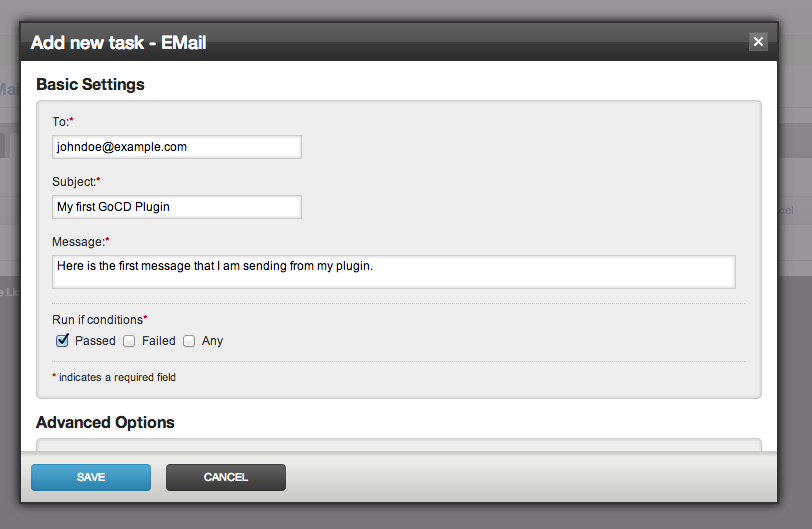 Add new task - EMail
Basic Settings
To:*
johndoe@example.com
Subject:*
My first GoCD Plugin
Message:*
Here is the first message that I am sending from my plugin.
Run if conditions*
Passed Failed Any
* indicates a required field
Advanced Options
SAVE CANCEL